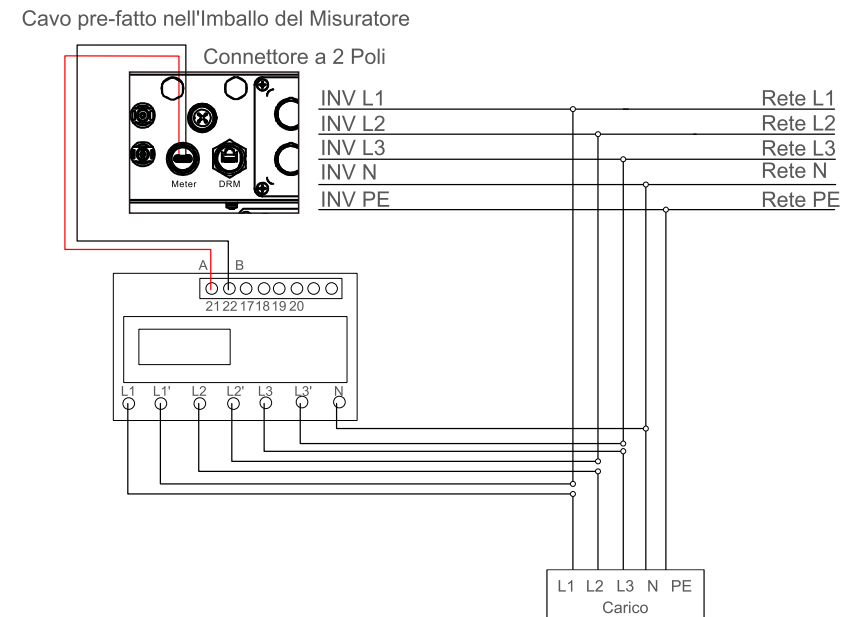 Cavo pre-fatto nell'Imballo del Misuratore
Connettore a 2 Poli
INV L1 Rete L1
INV L2 Rete L2
INV L3 Rete L3
INV N Rete N
INV PE Rete PE
Meter DRM
A B
21 22 17 18 19 20
L1 L1' L2 L2' L3 L3' N
L1 L2 L3 N PE
Carico